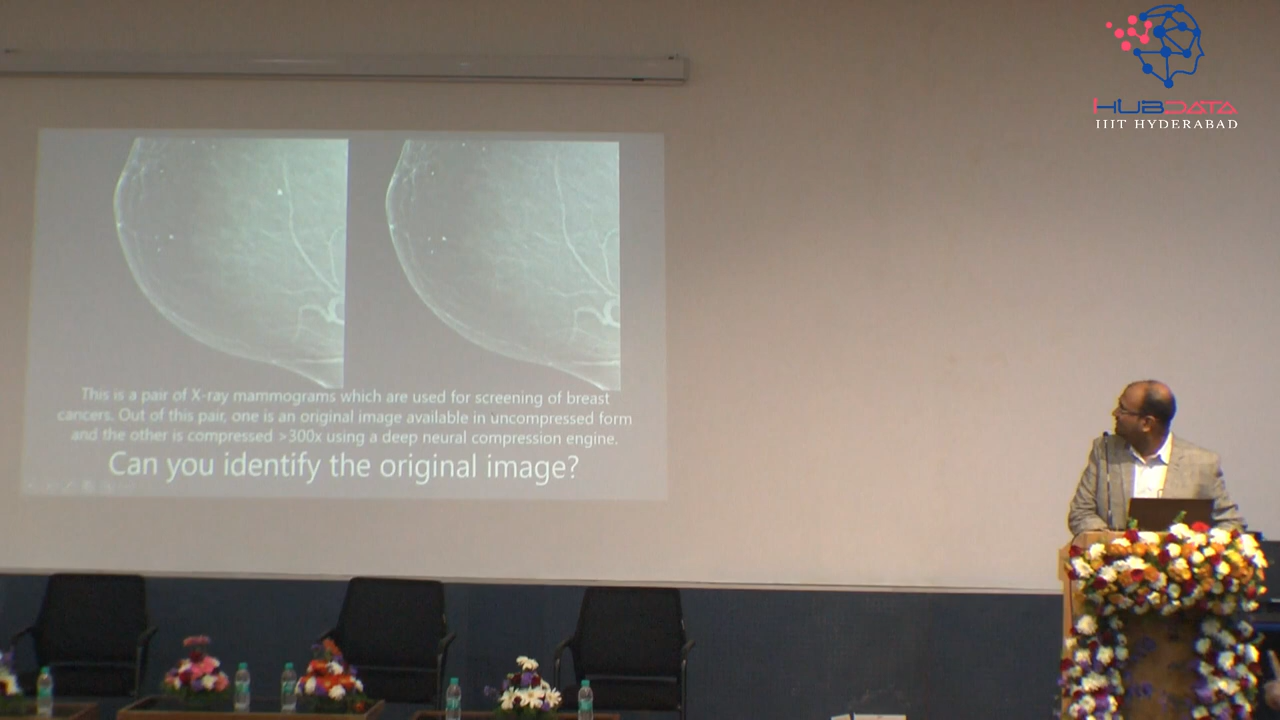 HUBDATA
IIIT HYDERABAD
This is a pair of X-ray mammograms which are used for screening of breast
cancers. Out of this pair, one is an original image available in uncompressed form
and the other is compressed >300x using a deep neural compression engine.
Can you identify the original image?